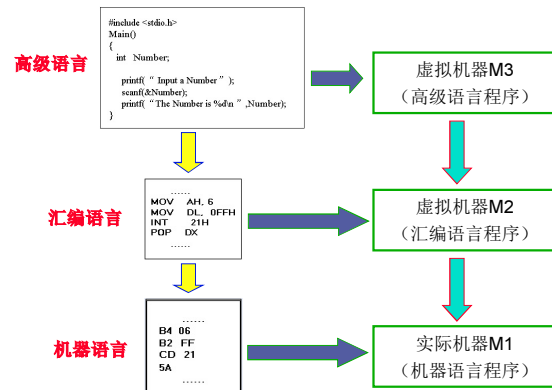 #include <stdio.h>
Main()
{
int Number;
printf( “ Input a Number ” );
scanf(&Number);
printf( “The Number is %d\n ” ,Number);
}
高级语言
虚拟机器M3
（高级语言程序）
......
MOV AH, 6
MOV DL, 0FFH
INT 21H
POP DX
......
汇编语言
虚拟机器M2
（汇编语言程序）
......
B4 06
B2 FF
CD 21
5A
......
机器语言
实际机器M1
（机器语言程序）